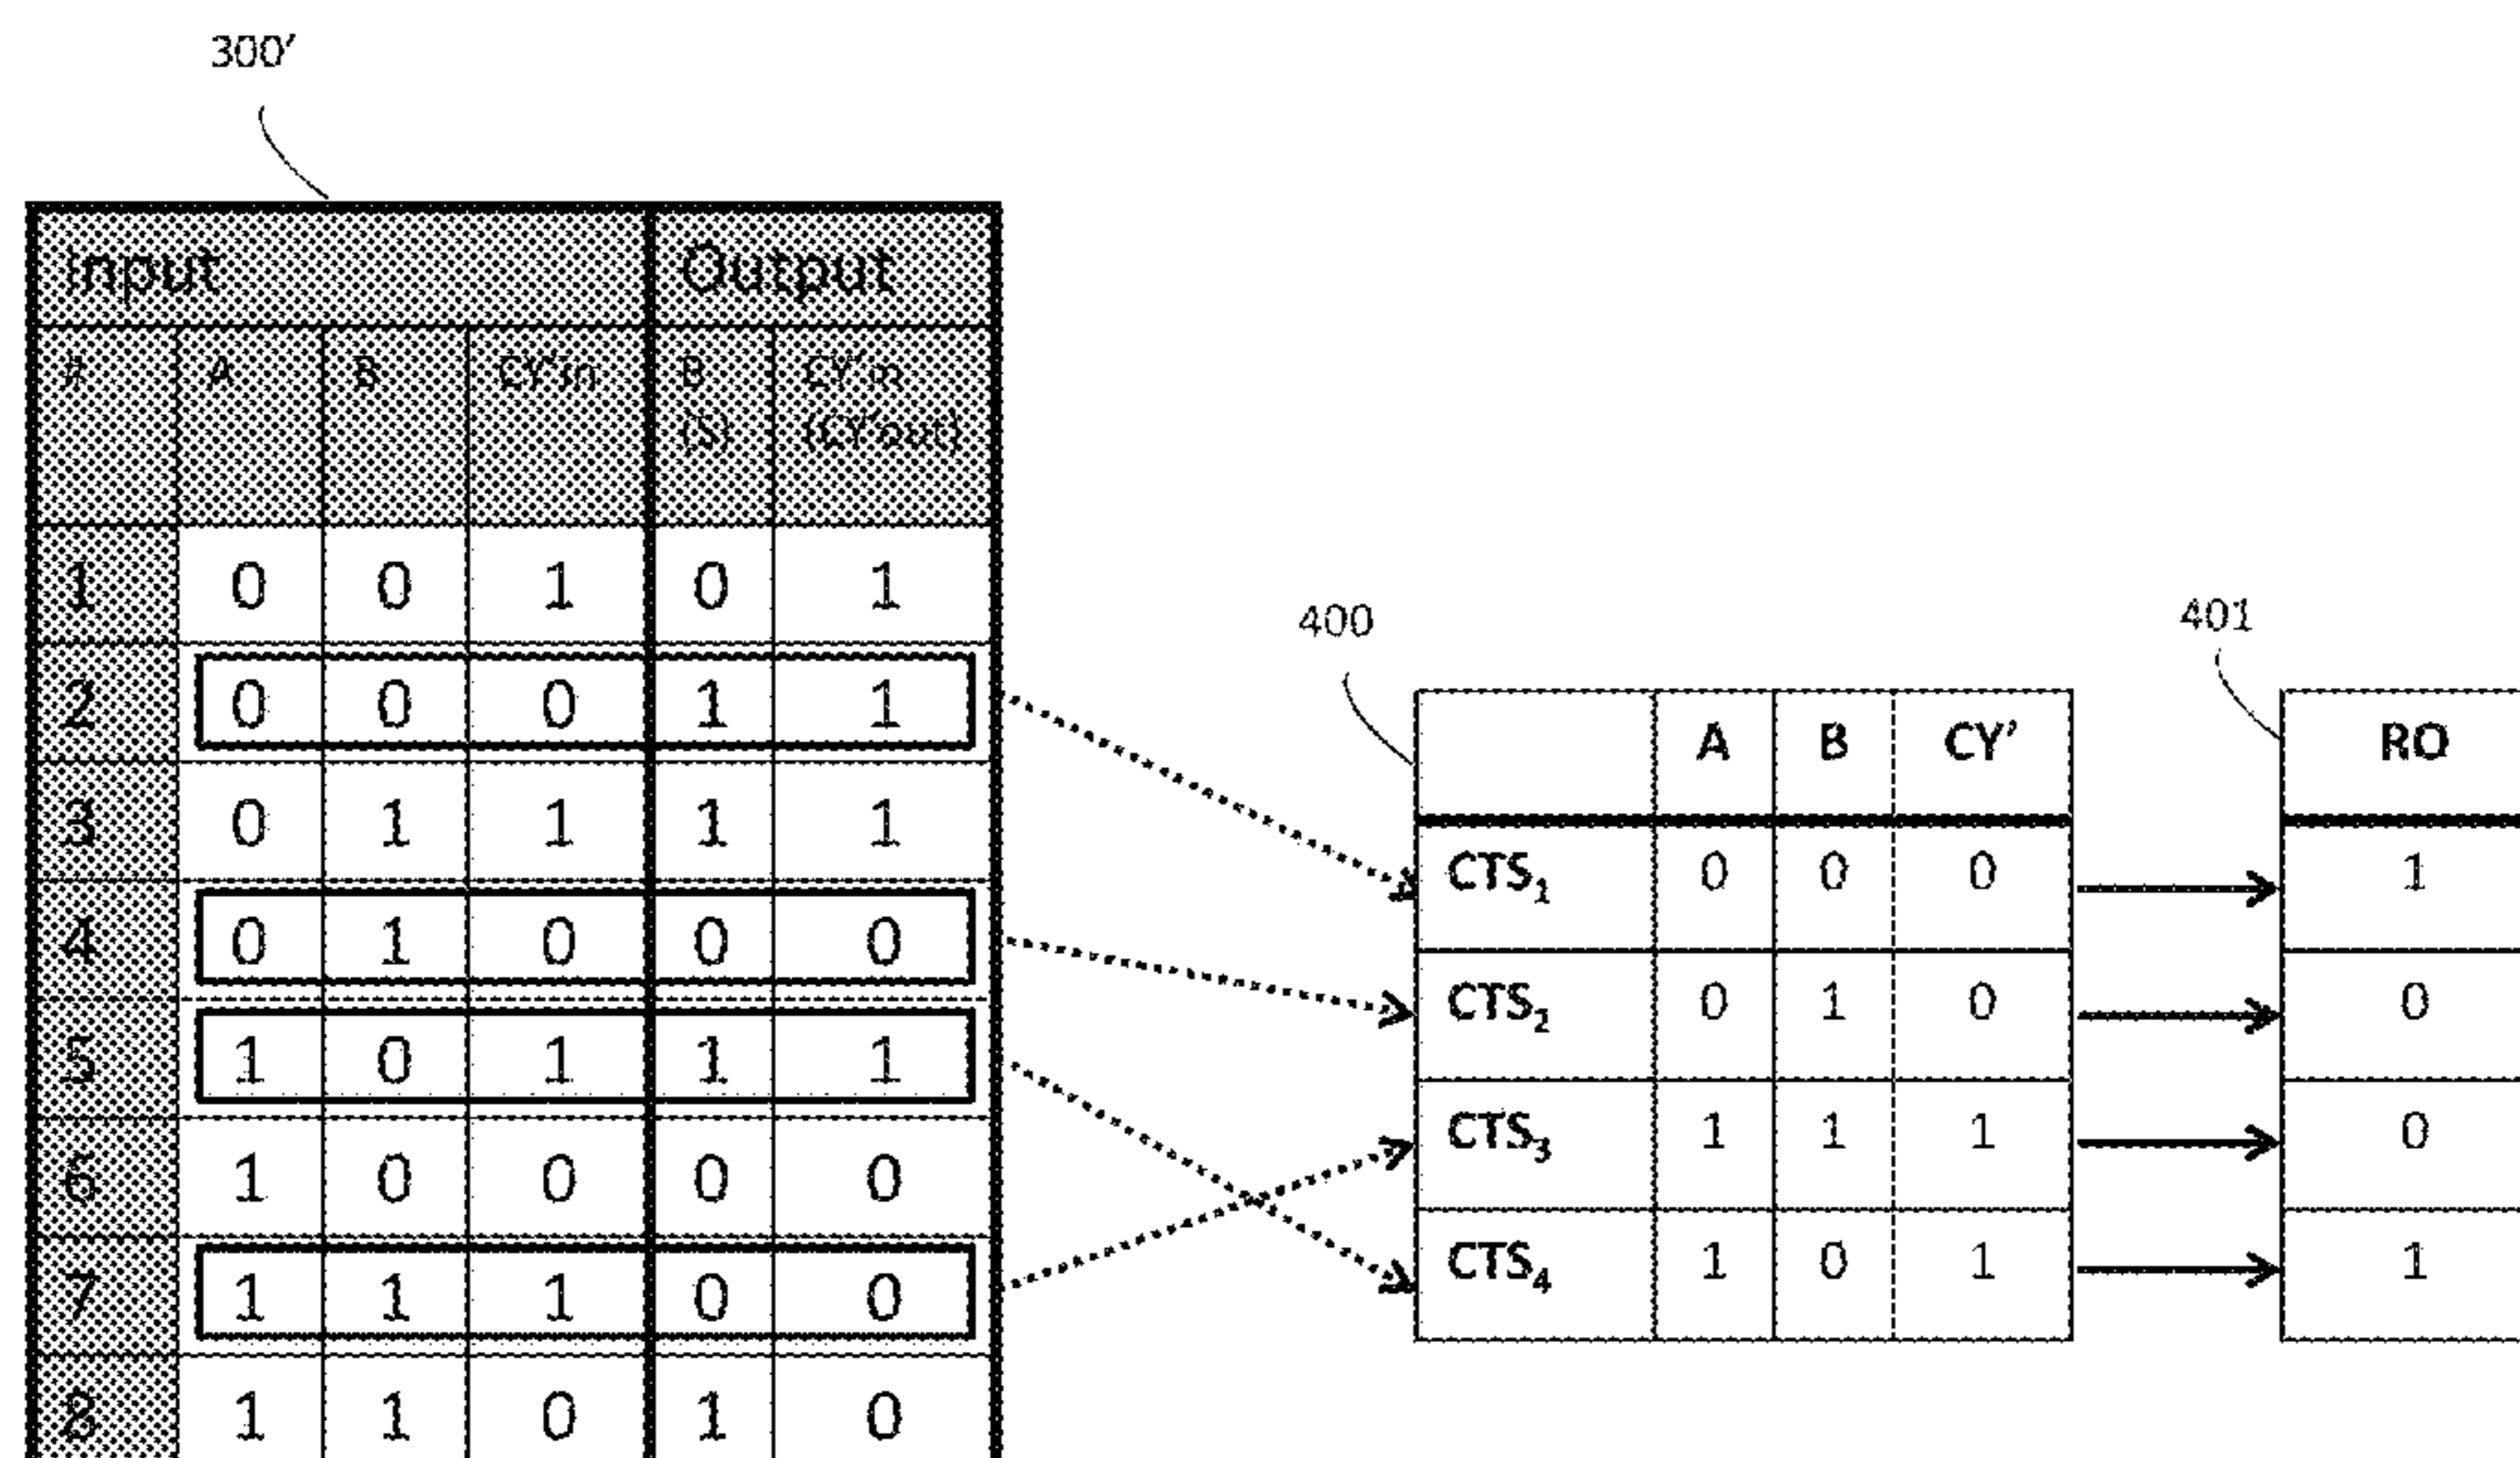 300'
Input Output
# A B CY'in B (S) CY'in (CY'out)
1 0 0 1 0 1
2 0 0 0 1 1
3 0 1 1 1 1
4 0 1 0 0 0
5 1 0 1 1 1
6 1 0 0 0 0
7 1 1 1 0 0
8 1 1 0 1 0
400
A B CY'
CTS₁ 0 0 0
CTS₂ 0 1 0
CTS₃ 1 1 1
CTS₄ 1 0 1
401
RO
1
0
0
1